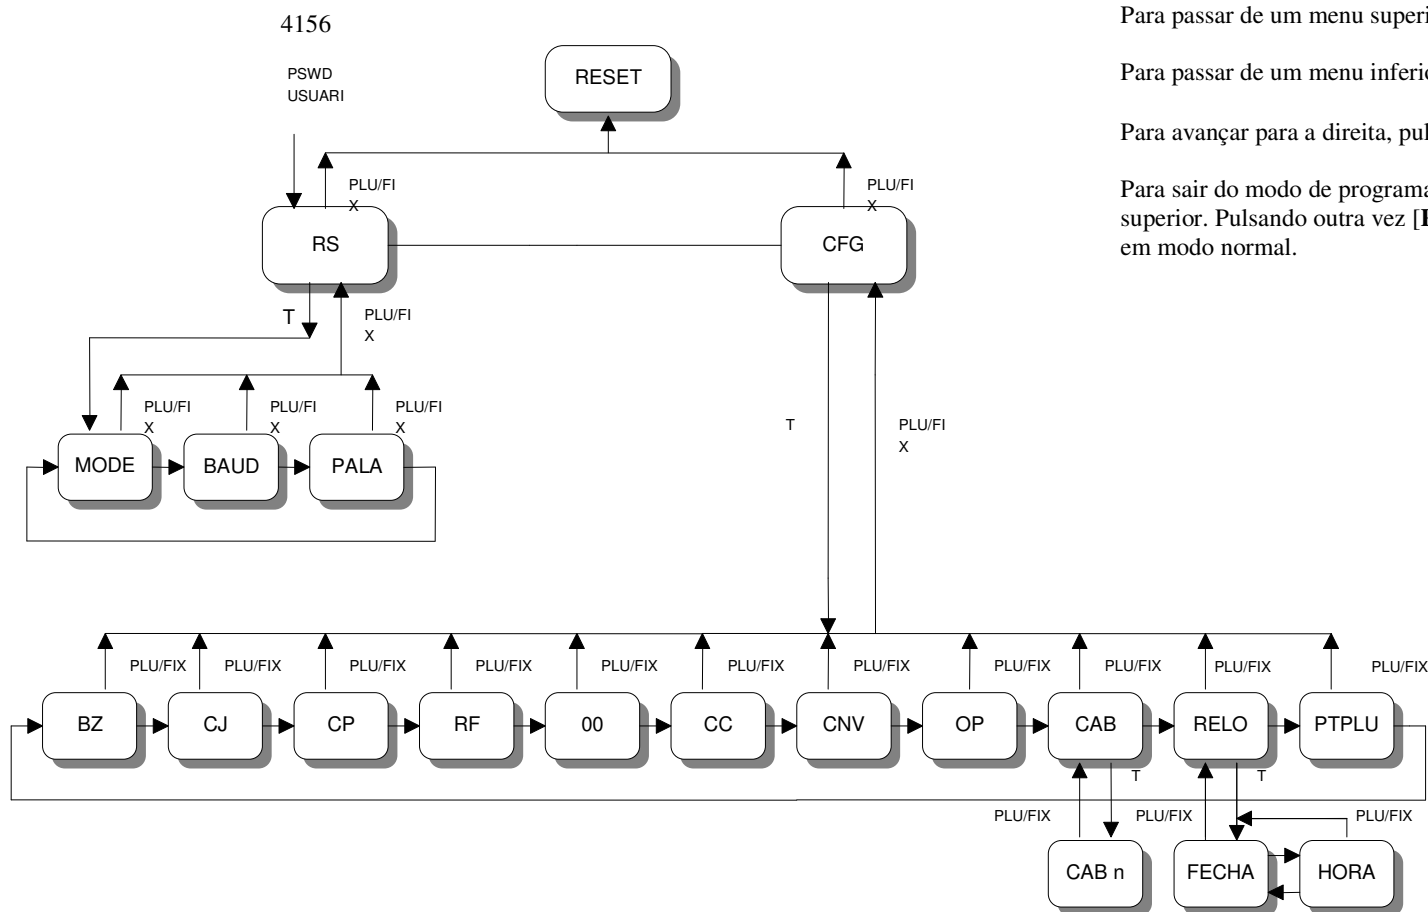 4156
PSWD
USUARI
RESET
Para passar de um menu superi
Para passar de um menu inferio
Para avançar para a direita, pul
Para sair do modo de programa
superior. Pulsando outra vez [
em modo normal.
PLU/FI
X
PLU/FI
X
RS
CFG
T
PLU/FI
X
PLU/FI
X
PLU/FI
X
PLU/FI
X
T
PLU/FI
X
MODE
BAUD
PALA
PLU/FIX
PLU/FIX
PLU/FIX
PLU/FIX
PLU/FIX
PLU/FIX
PLU/FIX
PLU/FIX
PLU/FIX
PLU/FIX
PLU/FIX
BZ
CJ
CP
RF
00
CC
CNV
OP
CAB
RELO
PTPLU
T
T
PLU/FIX
PLU/FIX
PLU/FIX
CAB n
FECHA
HORA